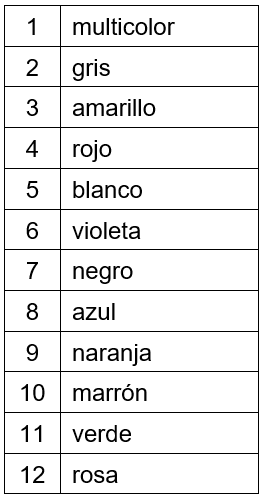 1 multicolor
2 gris
3 amarillo
4 rojo
5 blanco
6 violeta
7 negro
8 azul
9 naranja
10 marrón
11 verde
12 rosa